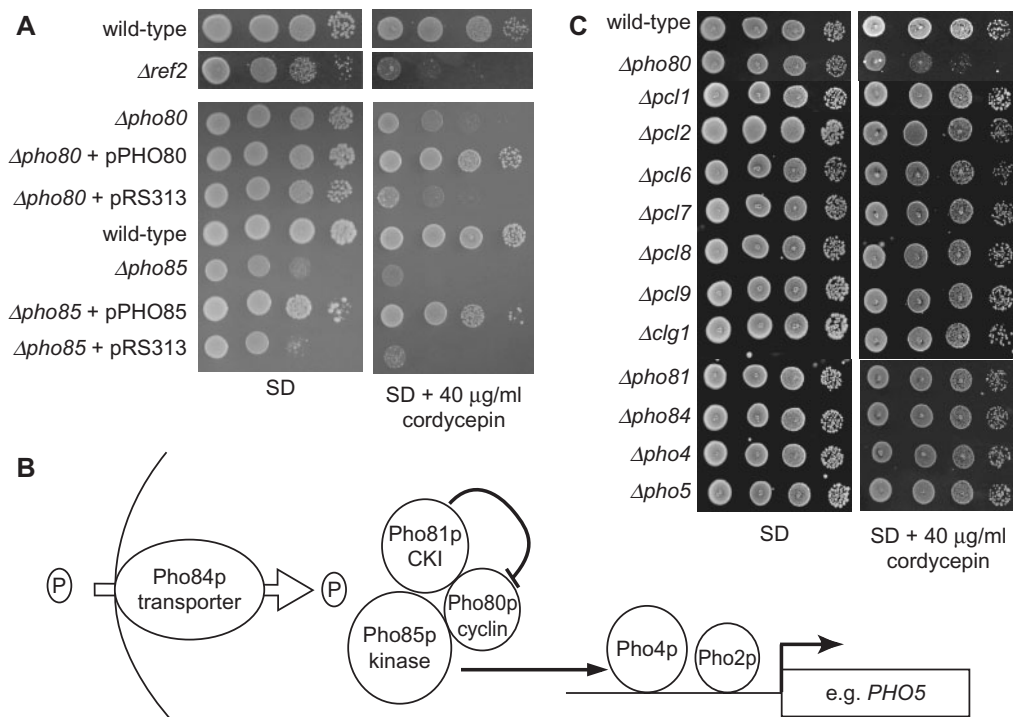 A
wild-type
Δref2
Δpho80
Δpho80 + pPHO80
Δpho80 + pRS313
wild-type
Δpho85
Δpho85 + pPHO85
Δpho85 + pRS313
SD
SD + 40 μg/ml
cordycepin
B
P
Pho84p
transporter
P
Pho81p
CKI
Pho80p
cyclin
Pho85p
kinase
Pho4p
Pho2p
e.g. PHO5
C
wild-type
Δpho80
Δpcl1
Δpcl2
Δpcl6
Δpcl7
Δpcl8
Δpcl9
Δclg1
Δpho81
Δpho84
Δpho4
Δpho5
SD
SD + 40 μg/ml
cordycepin